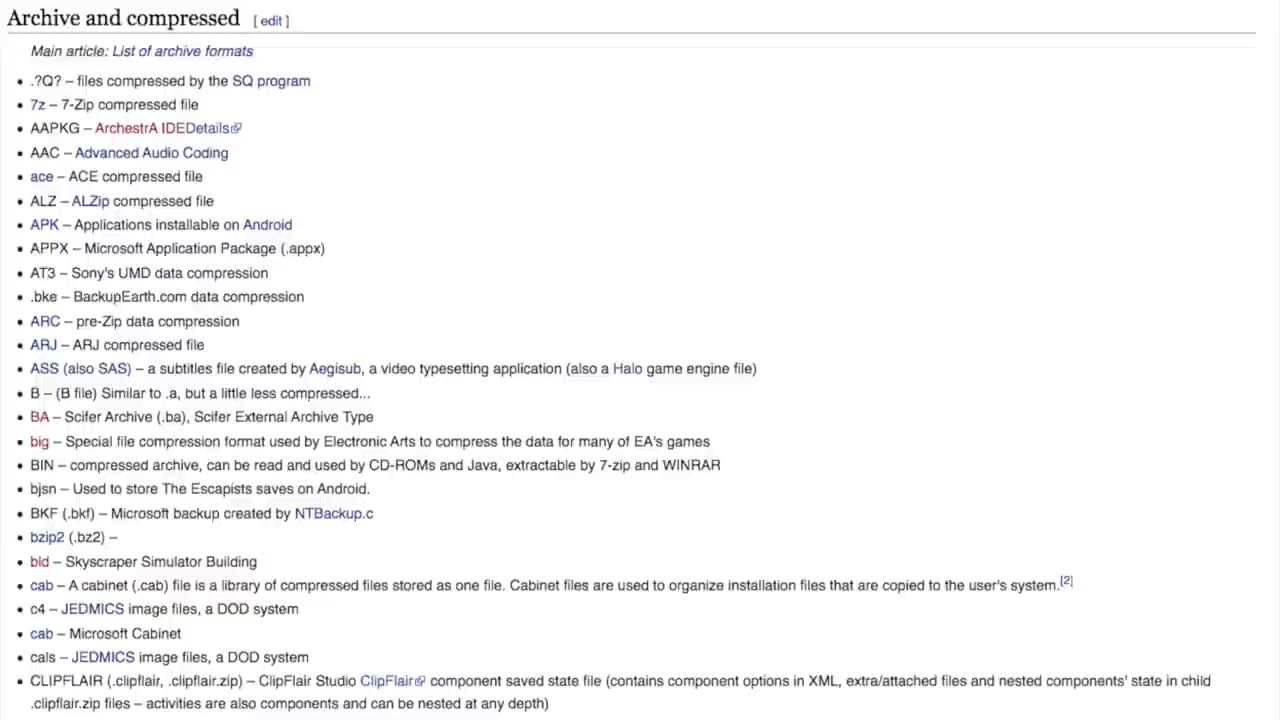 Archive and compressed [ edit ]
Main article: List of archive formats
• .?Q? – files compressed by the SQ program
• 7z – 7-Zip compressed file
• AAPKG – ArchestrA IDEDetails
• AAC – Advanced Audio Coding
• ace – ACE compressed file
• ALZ – ALZip compressed file
• APK – Applications installable on Android
• APPX – Microsoft Application Package (.appx)
• AT3 – Sony's UMD data compression
• .bke – BackupEarth.com data compression
• ARC – pre-Zip data compression
• ARJ – ARJ compressed file
• ASS (also SAS) – a subtitles file created by Aegisub, a video typesetting application (also a Halo game engine file)
• B – (B file) Similar to .a, but a little less compressed...
• BA – Scifer Archive (.ba), Scifer External Archive Type
• big – Special file compression format used by Electronic Arts to compress the data for many of EA's games
• BIN – compressed archive, can be read and used by CD-ROMs and Java, extractable by 7-zip and WINRAR
• bjsn – Used to store The Escapists saves on Android.
• BKF (.bkf) – Microsoft backup created by NTBackup.c
• bzip2 (.bz2) –
• bld – Skyscraper Simulator Building
• cab – A cabinet (.cab) file is a library of compressed files stored as one file. Cabinet files are used to organize installation files that are copied to the user's system.[2]
• c4 – JEDMICS image files, a DOD system
• cab – Microsoft Cabinet
• cals – JEDMICS image files, a DOD system
• CLIPFLAIR (.clipflair, .clipflair.zip) – ClipFlair Studio ClipFlair component saved state file (contains component options in XML, extra/attached files and nested components' state in child
.clipflair.zip files – activities are also components and can be nested at any depth)